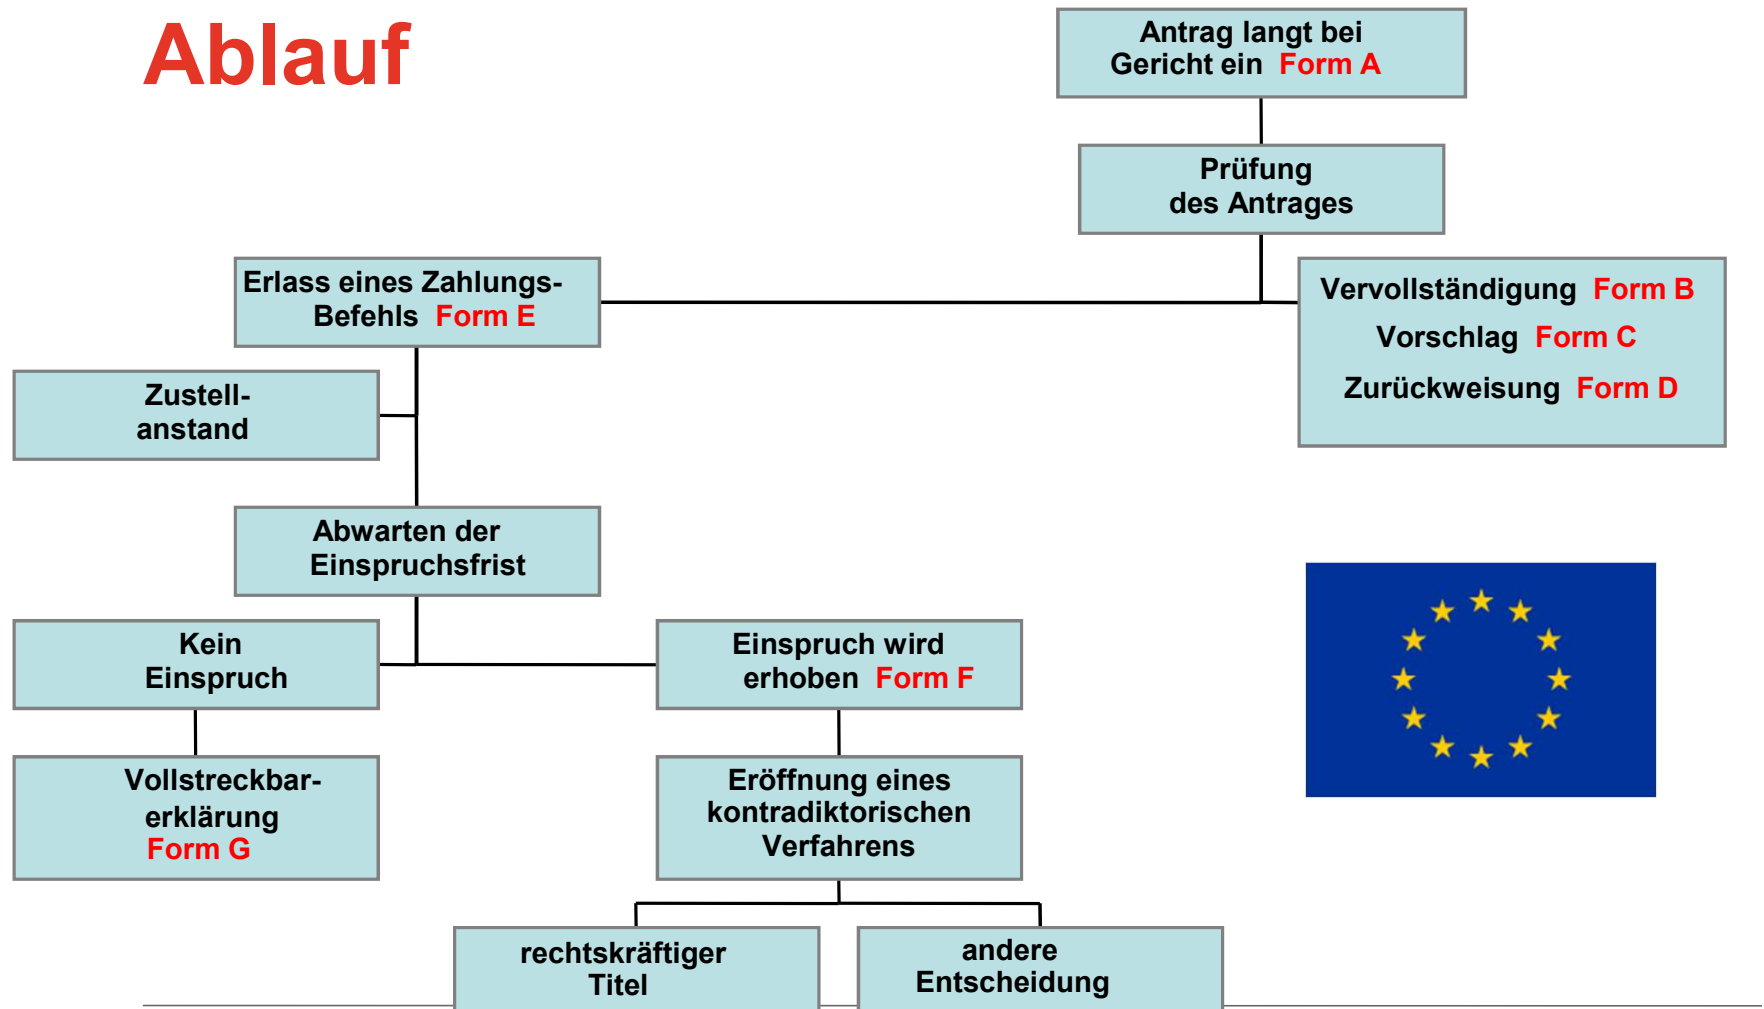 Ablauf
Antrag langt bei
Gericht ein Form A
Prüfung
des Antrages
Erlass eines Zahlungs-
Befehls Form E
Vervollständigung Form B
Vorschlag Form C
Zurückweisung Form D
Zustell-
anstand
Abwarten der
Einspruchsfrist
Kein
Einspruch
Einspruch wird
erhoben Form F
Vollstreckbar-
erklärung
Form G
Eröffnung eines
kontradiktorischen
Verfahrens
rechtskräftiger
Titel
andere
Entscheidung